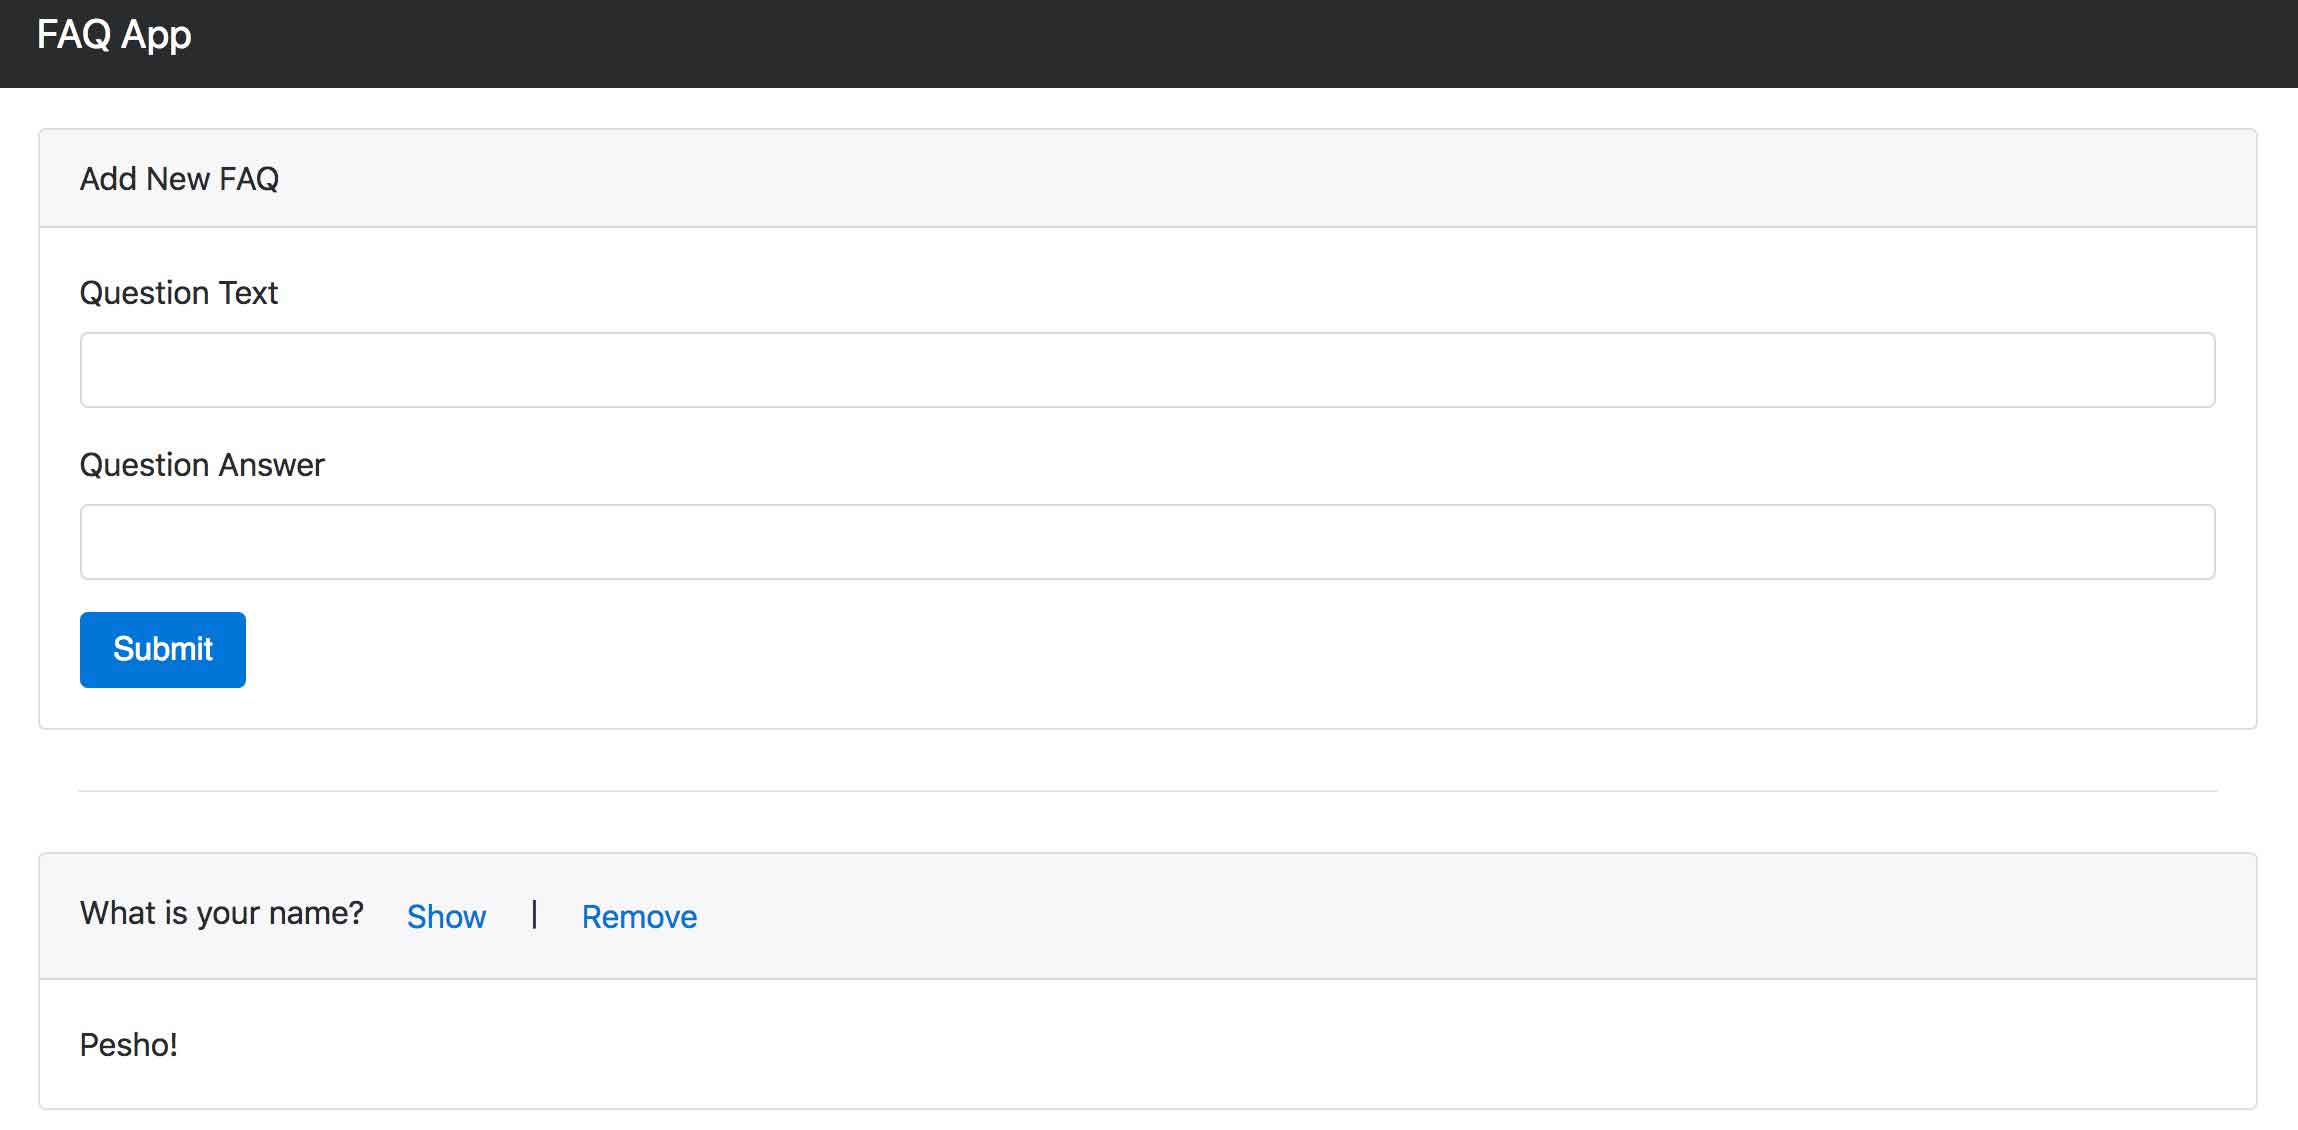 FAQ App
Add New FAQ
Question Text
Question Answer
Submit
What is your name? Show | Remove
Pesho!